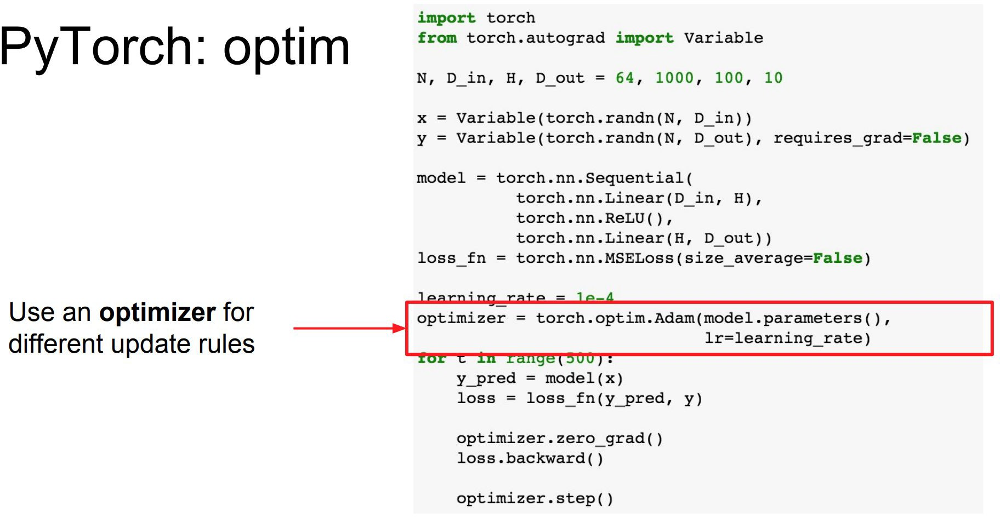 PyTorch: optim
Use an optimizer for
different update rules
import torch
from torch.autograd import Variable
N, D_in, H, D_out = 64, 1000, 100, 10
x = Variable(torch.randn(N, D_in))
y = Variable(torch.randn(N, D_out), requires_grad=False)
model = torch.nn.Sequential(
torch.nn.Linear(D_in, H),
torch.nn.ReLU(),
torch.nn.Linear(H, D_out))
loss_fn = torch.nn.MSELoss(size_average=False)
learning_rate = 1e-4
optimizer = torch.optim.Adam(model.parameters(),
lr=learning_rate)
for t in range(500):
y_pred = model(x)
loss = loss_fn(y_pred, y)
optimizer.zero_grad()
loss.backward()
optimizer.step()